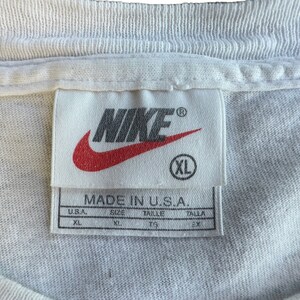 NIKE®
XL
MADE IN U.S.A.
U.S.A. SIZE TAILLE TALLA
XL XL TG EX